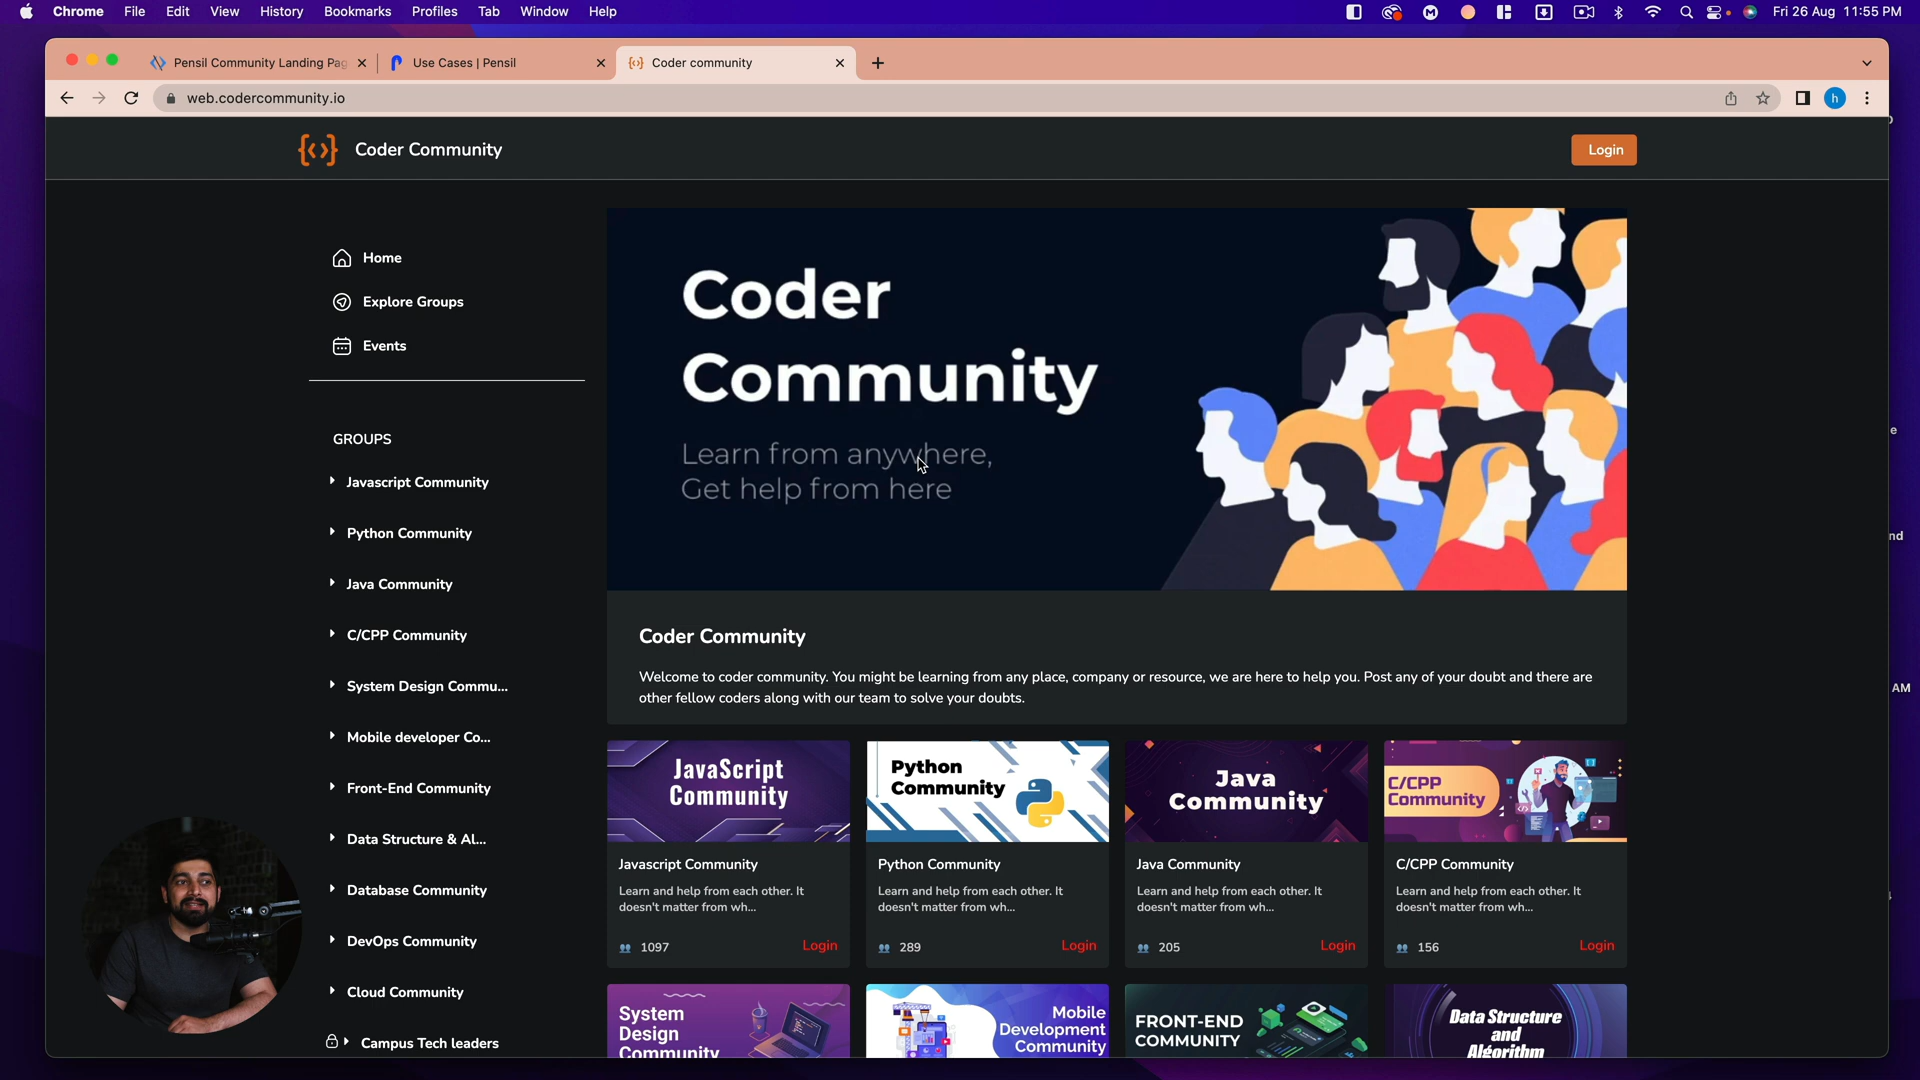 Chrome File Edit View History Bookmarks Profiles Tab Window Help
Fri 26 Aug 11:55 PM
Pensil Community Landing Pag
Use Cases | Pensil
Coder community
web.codercommunity.io
h
Coder Community
Login
Home
Explore Groups
Events
GROUPS
Javascript Community
Python Community
Java Community
C/CPP Community
System Design Commu...
Mobile developer Co...
Front-End Community
Data Structure & Al...
Database Community
DevOps Community
Cloud Community
Campus Tech leaders
Coder
Community
Learn from anywhere,
Get help from here
Coder Community
Welcome to coder community. You might be learning from any place, company or resource, we are here to help you. Post any of your doubt and there are
other fellow coders along with our team to solve your doubts.
JavaScript
Community
Javascript Community
Learn and help from each other. It
doesn't matter from wh...
1097
Login
Python
Community
Python Community
Learn and help from each other. It
doesn't matter from wh...
289
Login
Java
Community
Java Community
Learn and help from each other. It
doesn't matter from wh...
205
Login
C/CPP
Community
C/CPP Community
Learn and help from each other. It
doesn't matter from wh...
156
Login
System
Design
Community
Mobile
Development
Community
FRONT-END
COMMUNITY
Data Structure
and
Algorithm
e
nd
AM